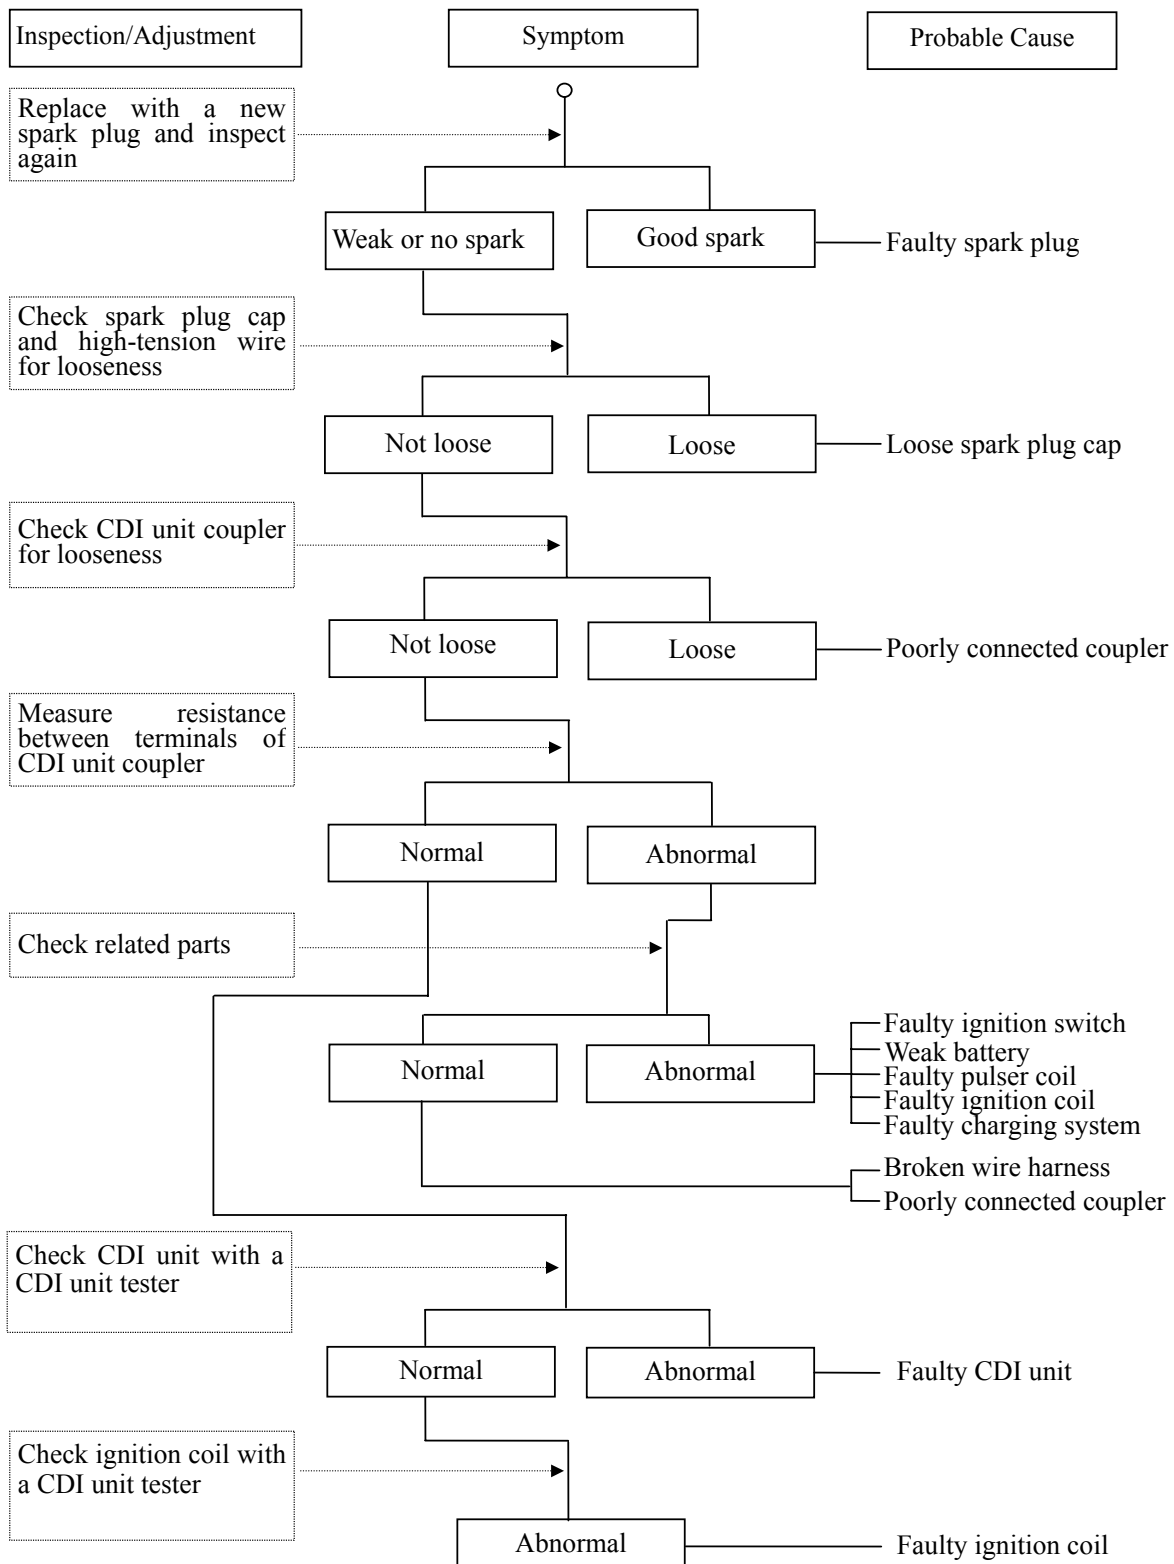 Inspection/Adjustment
Symptom
Probable Cause
Replace with a new
spark plug and inspect
again
Weak or no spark
Good spark
Faulty spark plug
Check spark plug cap
and high-tension wire
for looseness
Not loose
Loose
Loose spark plug cap
Check CDI unit coupler
for looseness
Not loose
Loose
Poorly connected coupler
Measure resistance
between terminals of
CDI unit coupler
Normal
Abnormal
Check related parts
Normal
Abnormal
Faulty ignition switch
Weak battery
Faulty pulser coil
Faulty ignition coil
Faulty charging system
Broken wire harness
Poorly connected coupler
Check CDI unit with a
CDI unit tester
Normal
Abnormal
Faulty CDI unit
Check ignition coil with
a CDI unit tester
Abnormal
Faulty ignition coil